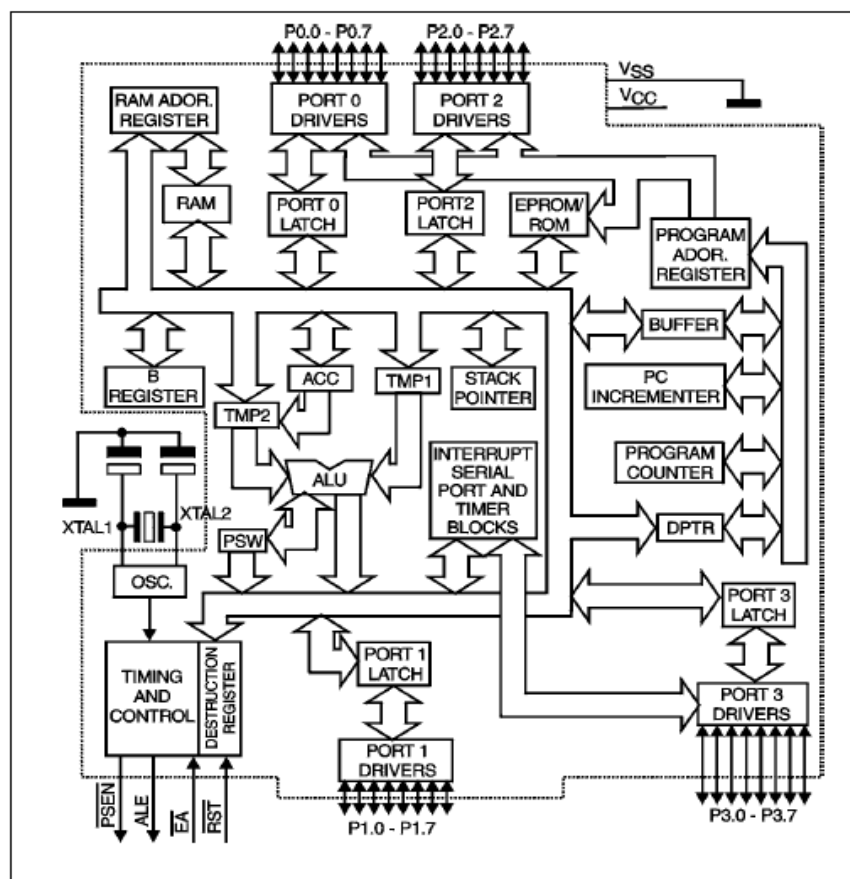 P0.0 - P0.7
P2.0 - P2.7
VSS
VCC
RAM ADOR.
REGISTER
PORT 0
DRIVERS
PORT 2
DRIVERS
RAM
PORT 0
LATCH
PORT2
LATCH
EPROM/
ROM
PROGRAM
ADOR.
REGISTER
BUFFER
B
REGISTER
ACC
TMP1
STACK
POINTER
PC
INCREMENTER
TMP2
ALU
INTERRUPT
SERIAL
PORT AND
TIMER
BLOCKS
PROGRAM
COUNTER
XTAL1
XTAL2
PSW
DPTR
OSC.
PORT 3
LATCH
TIMING
AND
CONTROL
DESTRUCTION
REGISTER
PORT 1
LATCH
PORT 3
DRIVERS
PORT 1
DRIVERS
PSEN
ALE
EA
RST
P1.0 - P1.7
P3.0 - P3.7